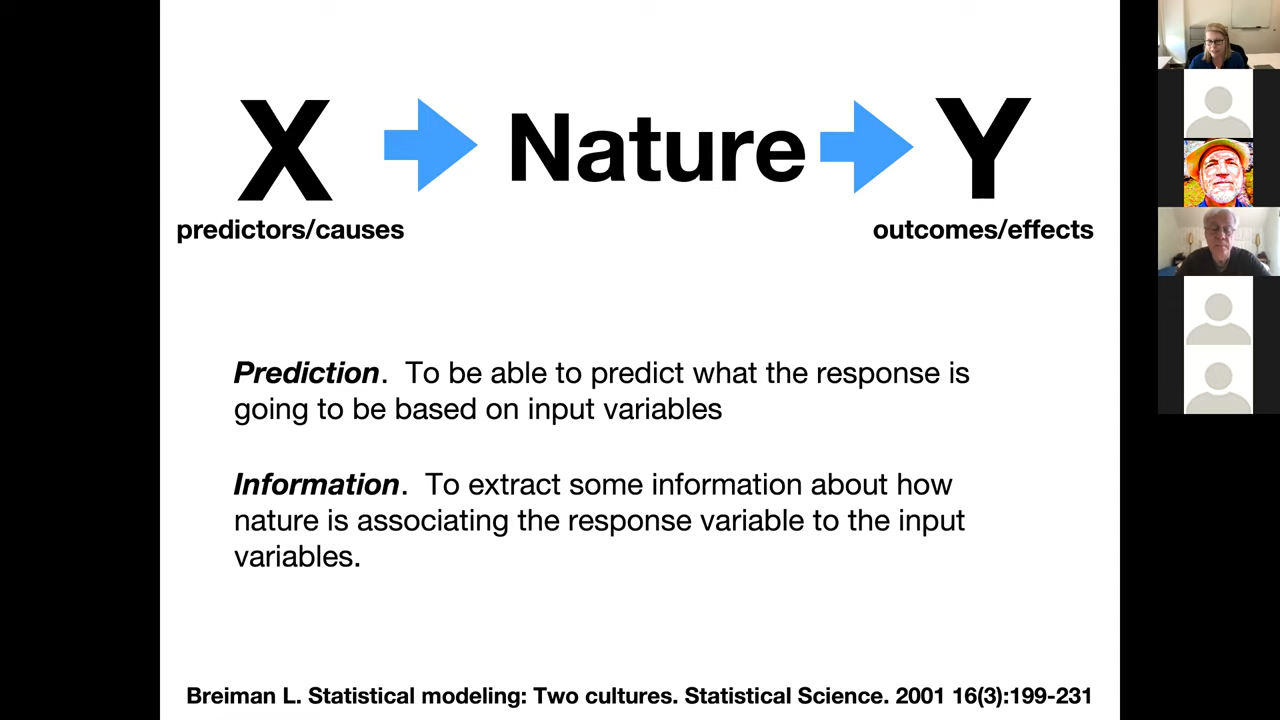 X Nature Y
predictors/causes outcomes/effects
Prediction. To be able to predict what the response is
going to be based on input variables
Information. To extract some information about how
nature is associating the response variable to the input
variables.
Breiman L. Statistical modeling: Two cultures. Statistical Science. 2001 16(3):199-231